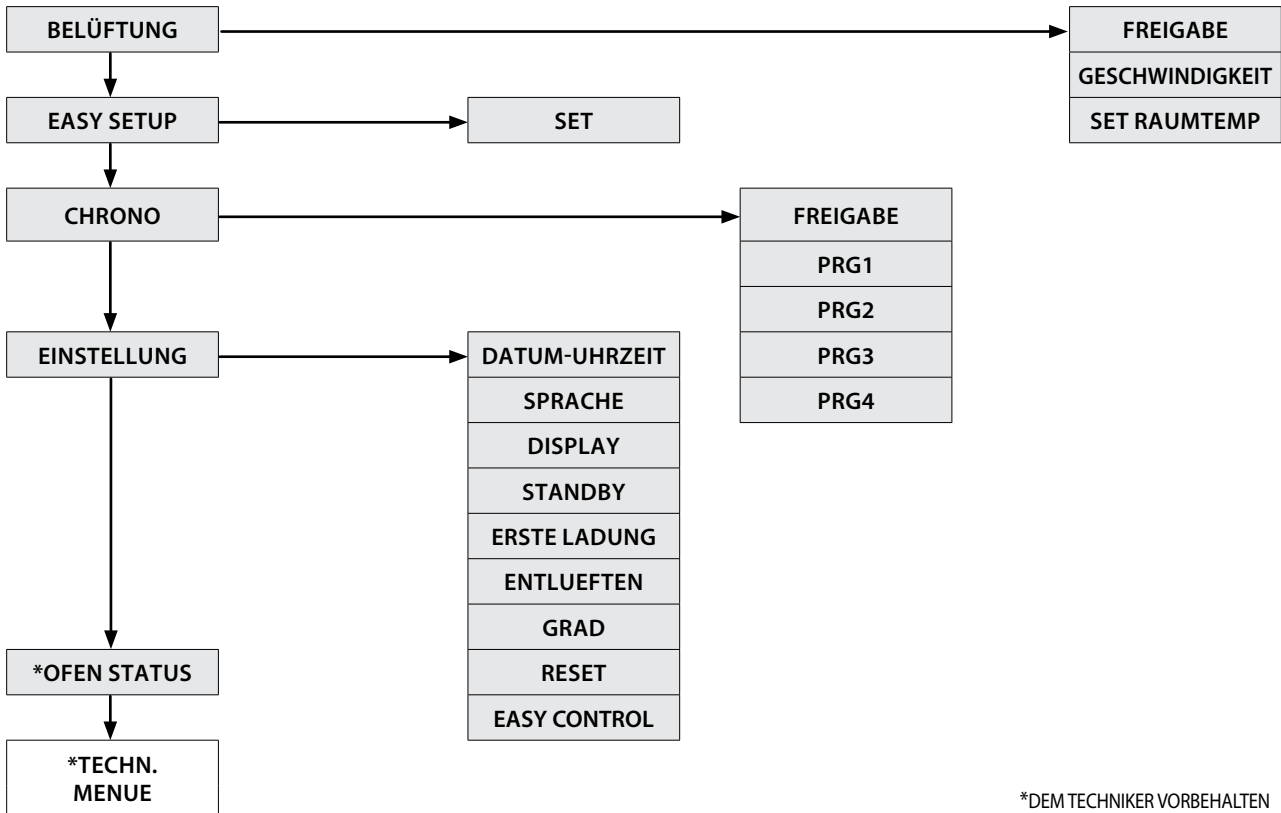 BELÜFTUNG
FREIGABE
GESCHWINDIGKEIT
SET RAUMTEMP
EASY SETUP
SET
CHRONO
FREIGABE
PRG1
PRG2
PRG3
PRG4
EINSTELLUNG
DATUM-UHRZEIT
SPRACHE
DISPLAY
STANDBY
ERSTE LADUNG
ENTLUEFTEN
GRAD
RESET
EASY CONTROL
*OFEN STATUS
*TECHN.
MENUE
*DEM TECHNIKER VORBEHALTEN